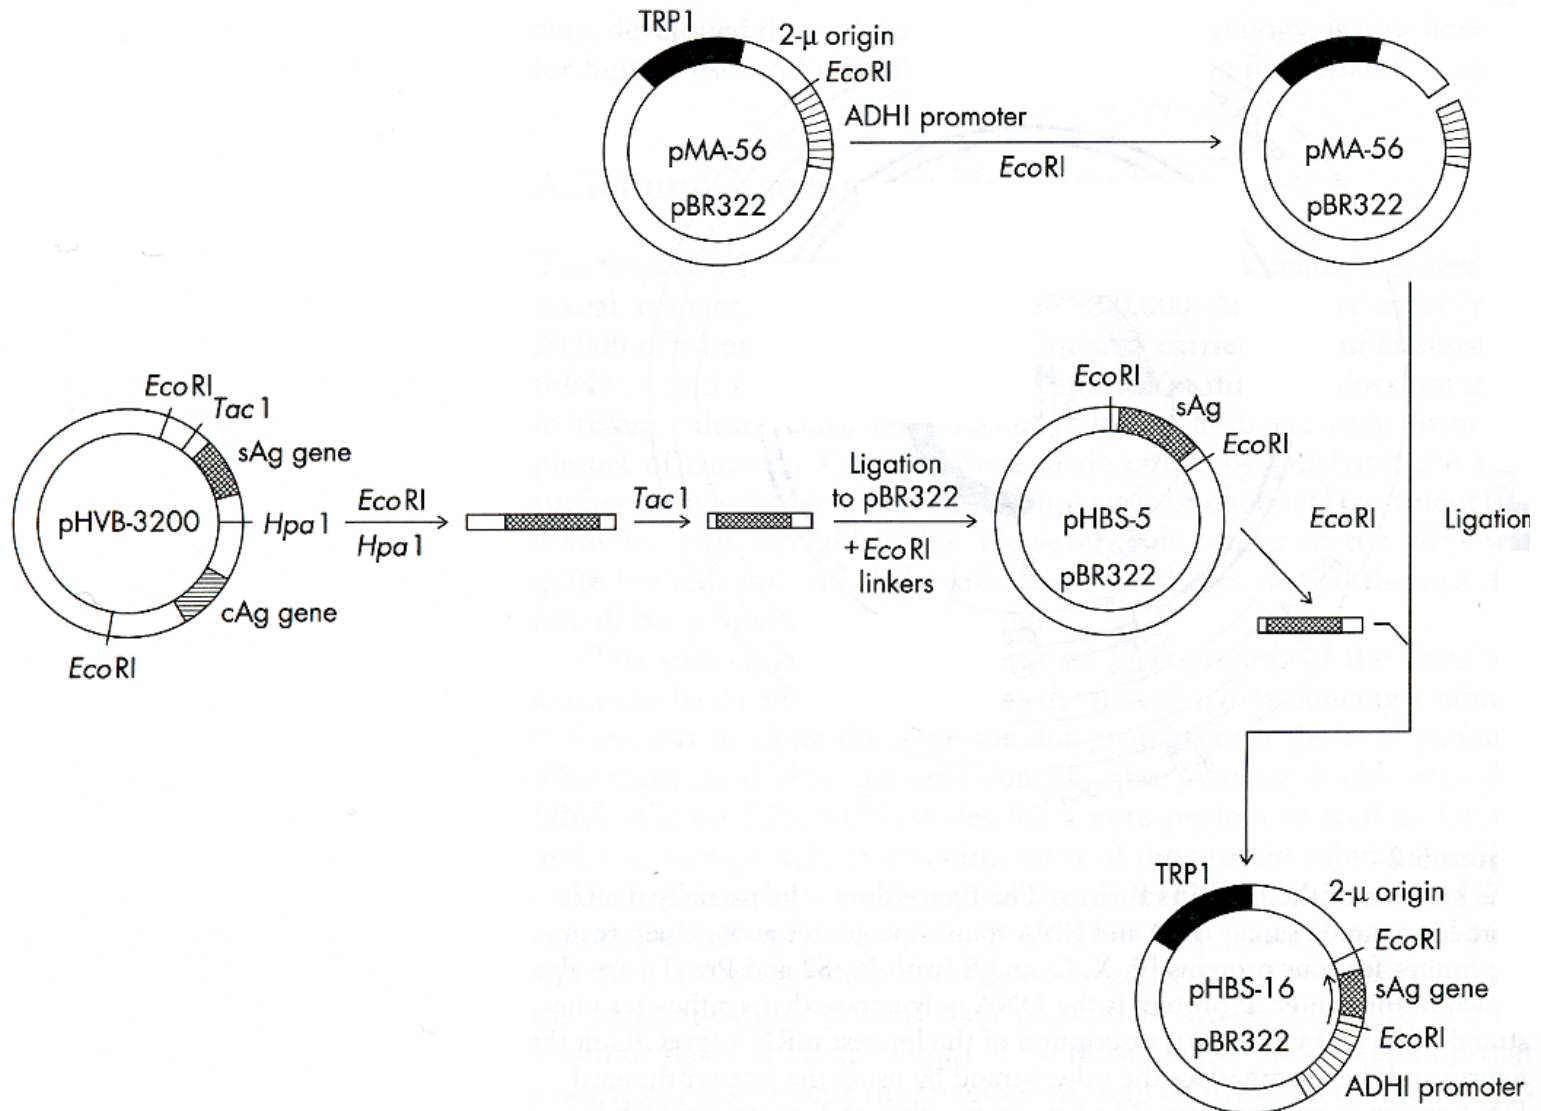 TRP1
2-μ origin
EcoRI
ADHI promoter
EcoRI
pMA-56
pBR322
pMA-56
pBR322
EcoRI
Tac1
sAg gene
pHVB-3200
Hpa1
cAg gene
EcoRI
EcoRI
Hpa1
Tac1
Ligation
to pBR322
+EcoRI
linkers
EcoRI
sAg
EcoRI
pHBS-5
pBR322
EcoRI
Ligation
TRP1
2-μ origin
EcoRI
pHBS-16
sAg gene
pBR322
EcoRI
ADHI promoter